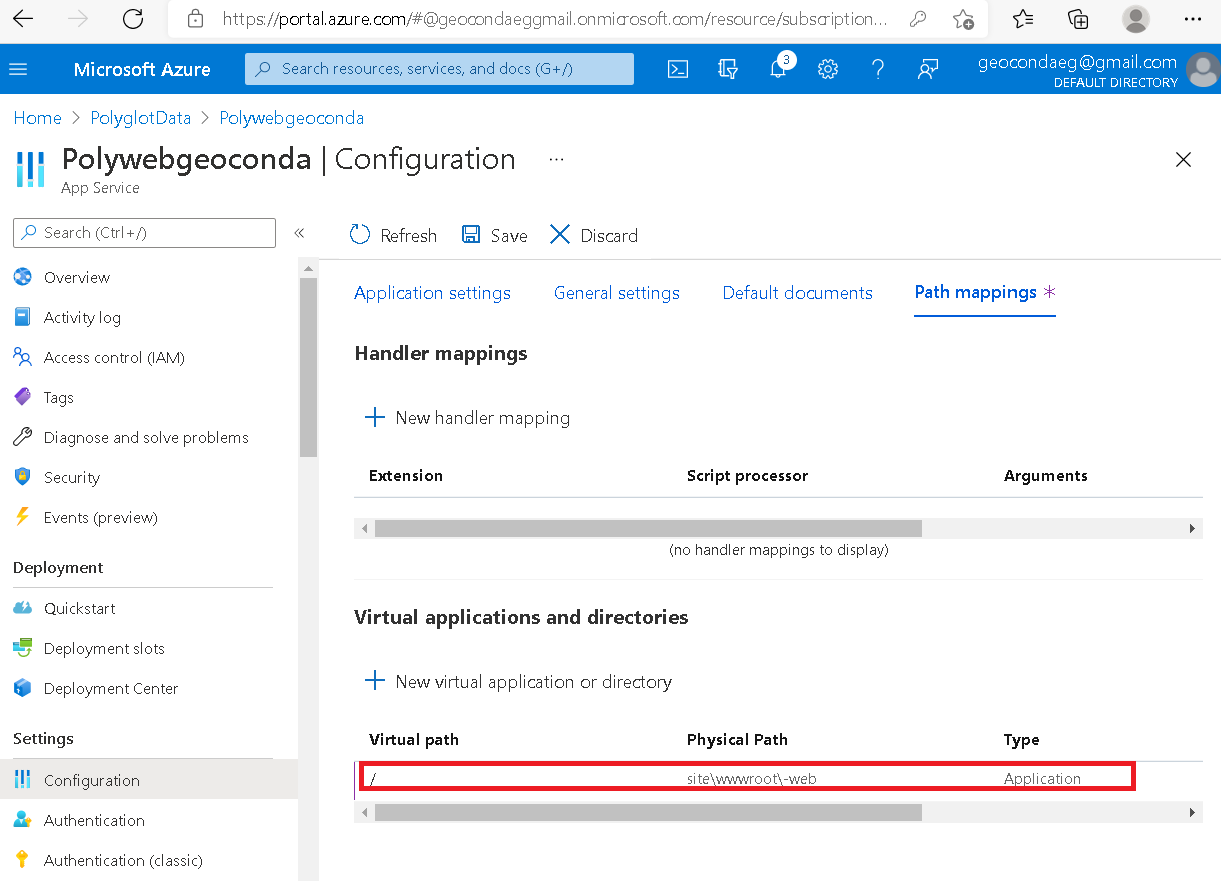 https://portal.azure.com/#@geocondaeggmail.onmicrosoft.com/resource/subscription...
Microsoft Azure
Search resources, services, and docs (G+/)
3
geocondaeg@gmail.com
DEFAULT DIRECTORY
Home > PolyglotData > Polywebgeoconda
Polywebgeoconda | Configuration ...
App Service
Search (Ctrl+/)
«
Refresh
Save
Discard
Overview
Activity log
Access control (IAM)
Tags
Diagnose and solve problems
Security
Events (preview)
Deployment
Quickstart
Deployment slots
Deployment Center
Settings
Configuration
Authentication
Authentication (classic)
Application settings
General settings
Default documents
Path mappings *
Handler mappings
+ New handler mapping
Extension Script processor Arguments
(no handler mappings to display)
Virtual applications and directories
+ New virtual application or directory
Virtual path Physical Path Type
/ site\wwwroot\-web Application